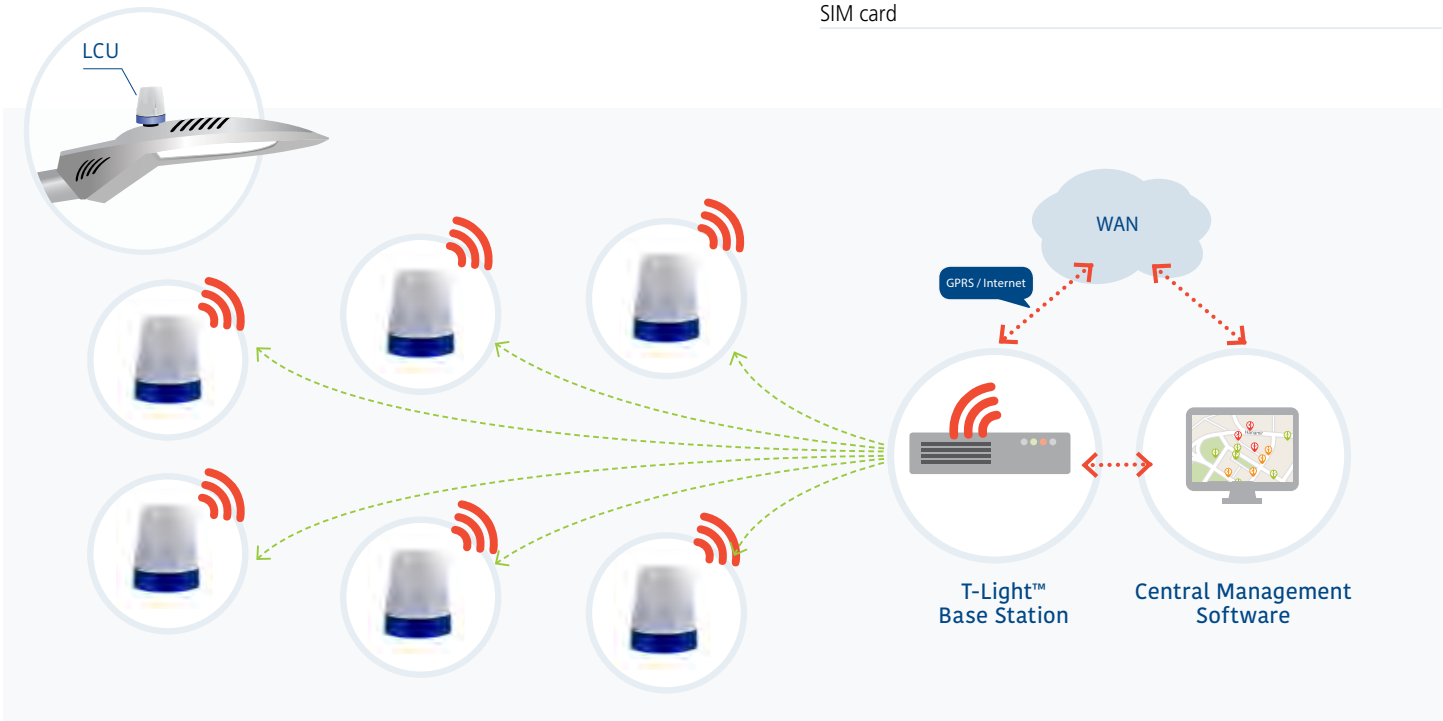 SIM card
LCU
WAN
GPRS / Internet
T-Light™
Base Station
Central Management
Software